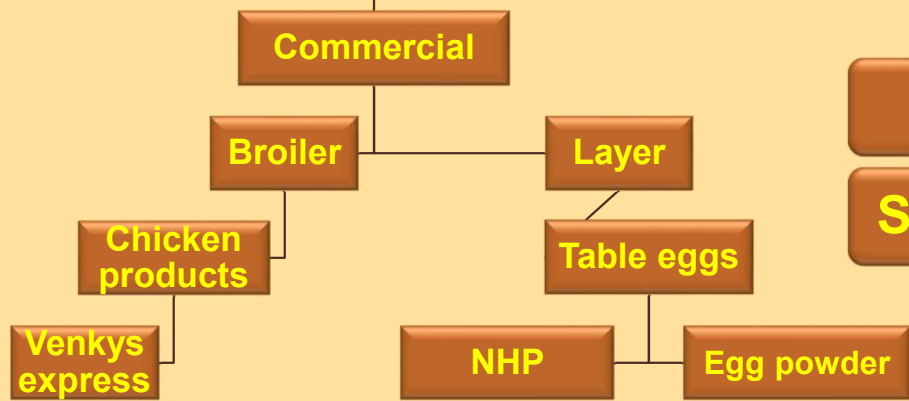 Commercial
Broiler
Layer
Chicken
products
Table eggs
S
Venkys
express
NHP
Egg powder